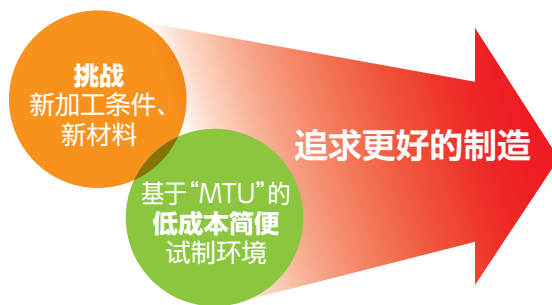 挑战
新加工条件、
新材料
基于“MTU”的
低成本简便
试制环境
追求更好的制造